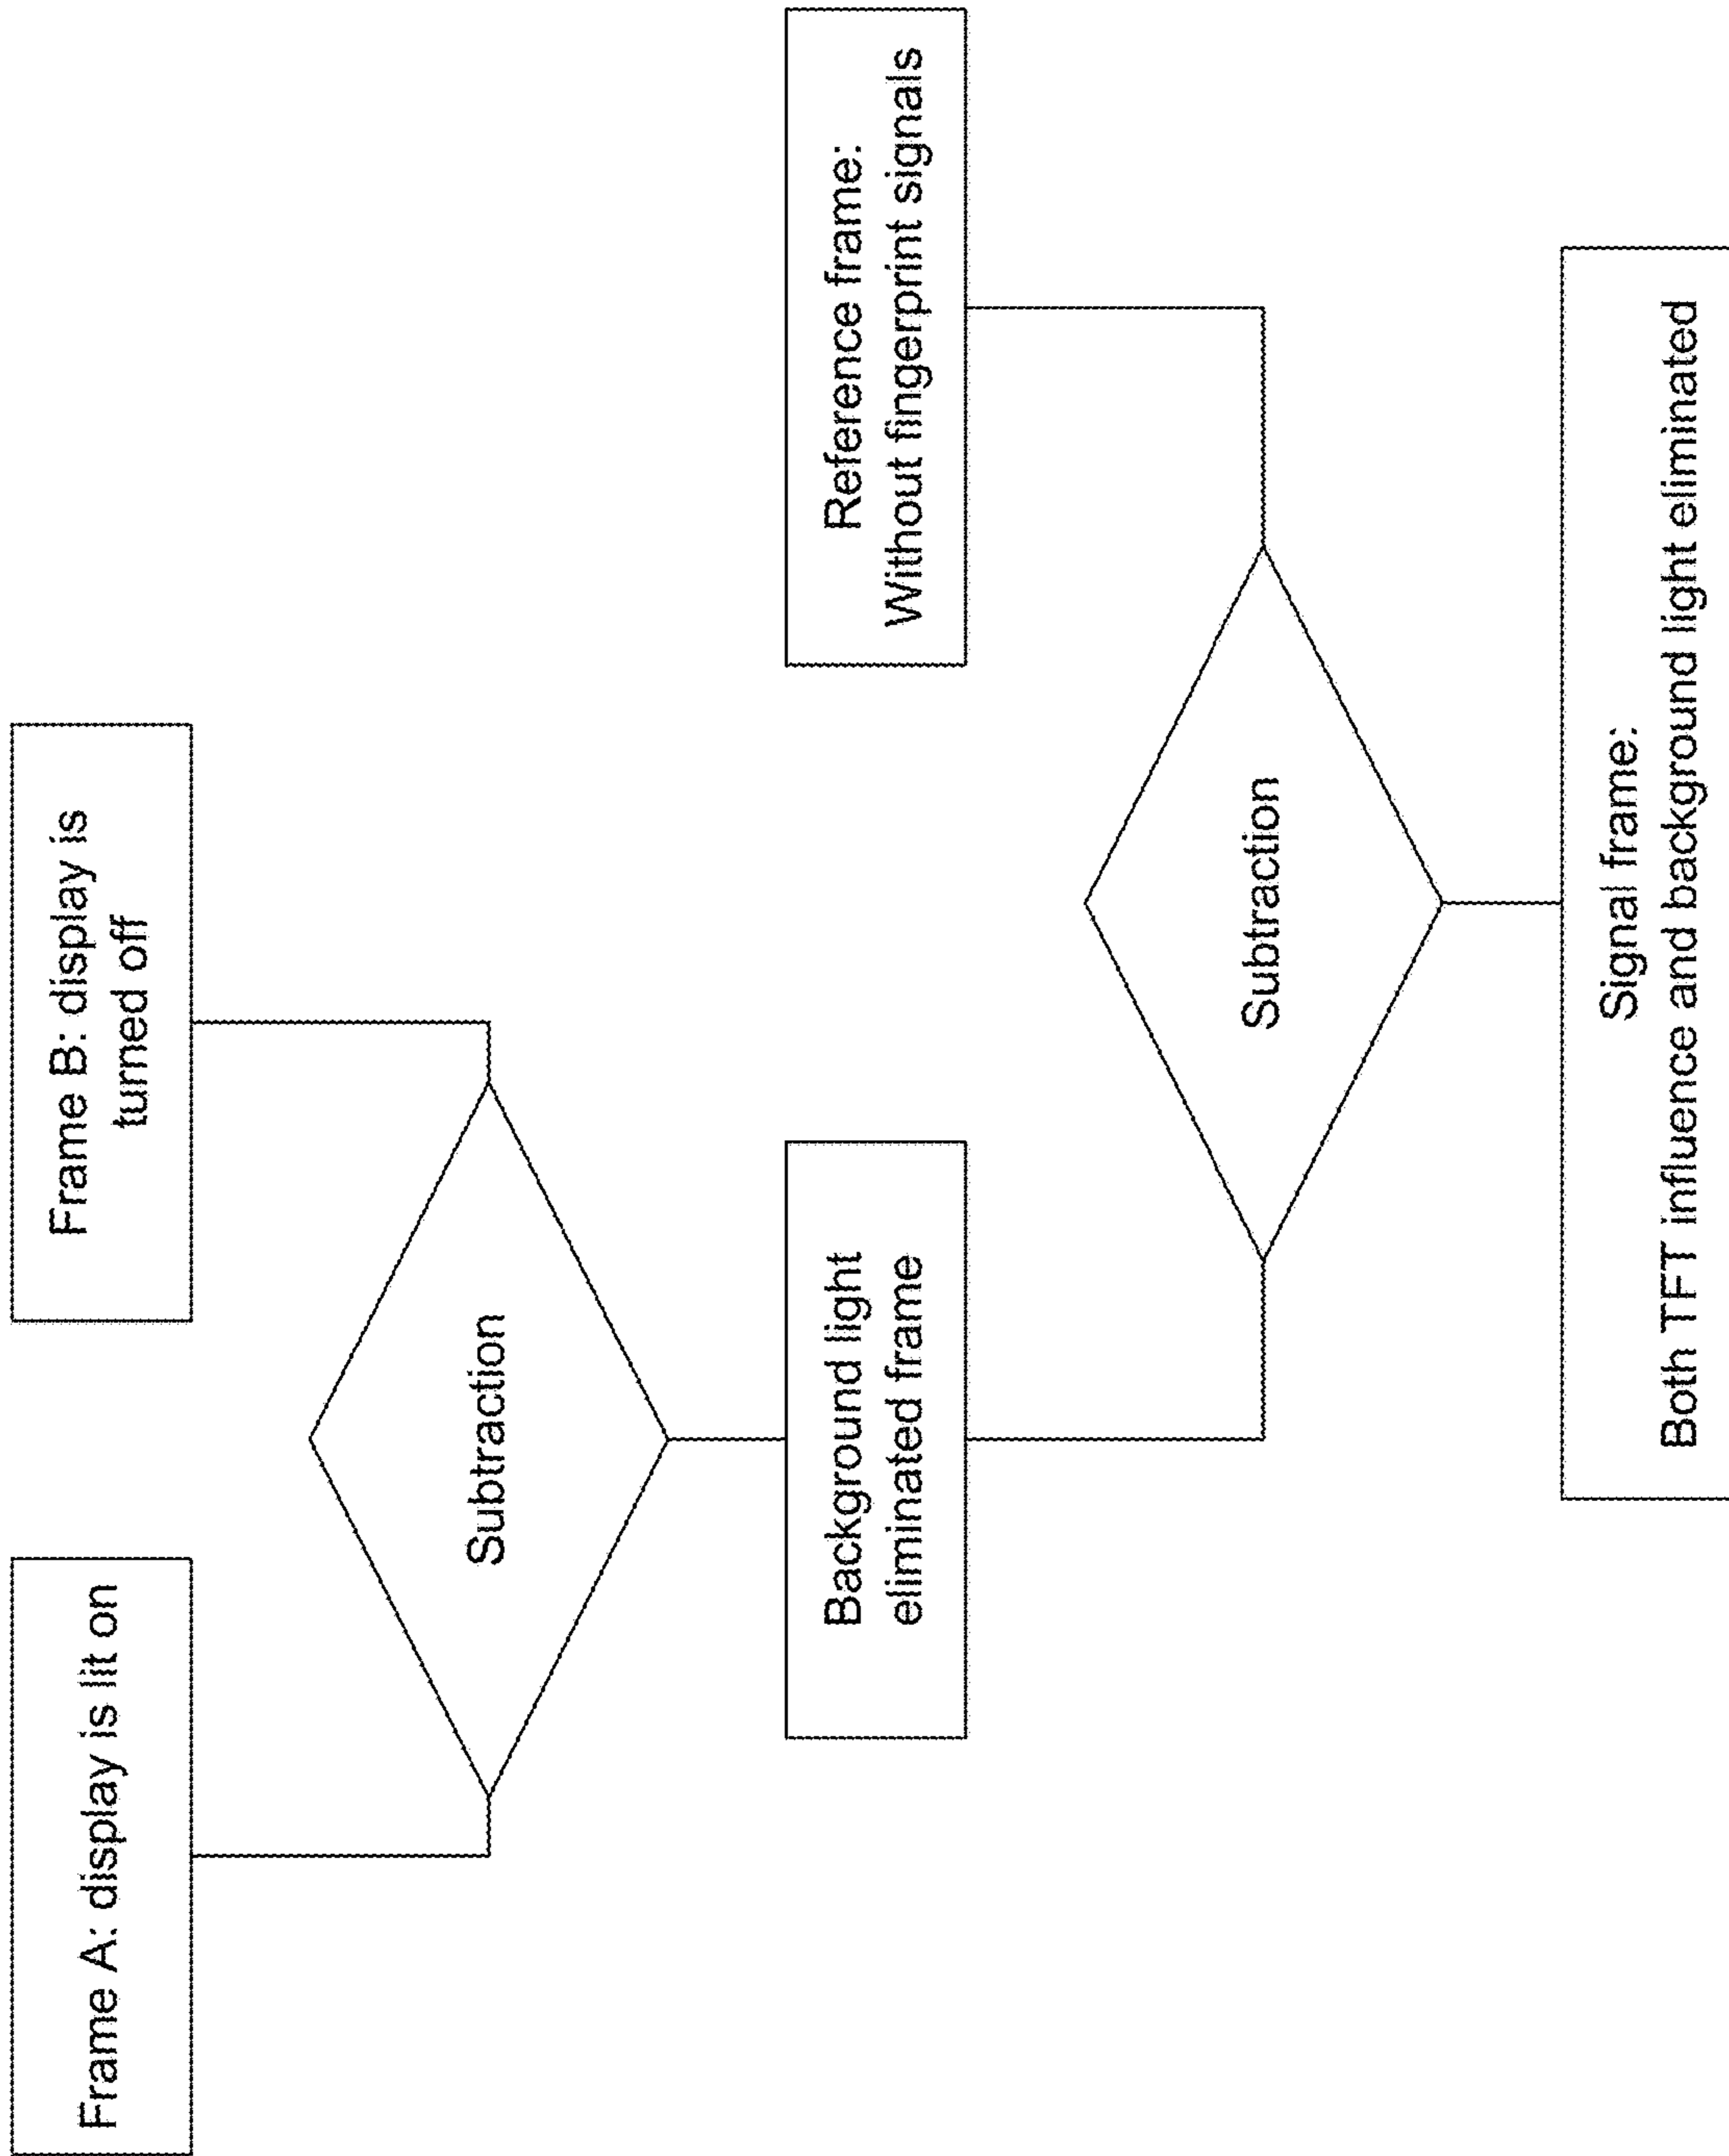 Frame A: display is lit on
Frame B: display is
turned off
Subtraction
Background light
eliminated frame
Reference frame:
Without fingerprint signals
Subtraction
Signal frame:
Both TFT influence and background light eliminated